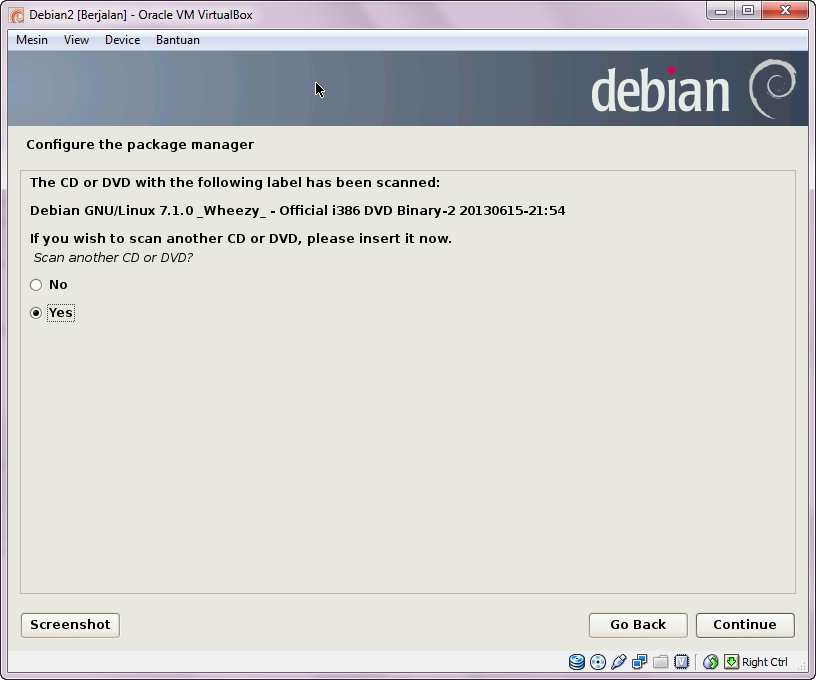 Debian2 [Berjalan] - Oracle VM VirtualBox
Mesin View Device Bantuan
debian
Configure the package manager
The CD or DVD with the following label has been scanned:
Debian GNU/Linux 7.1.0 _Wheezy_ - Official i386 DVD Binary-2 20130615-21:54
If you wish to scan another CD or DVD, please insert it now.
Scan another CD or DVD?
No
Yes
Screenshot Go Back Continue
Right Ctrl